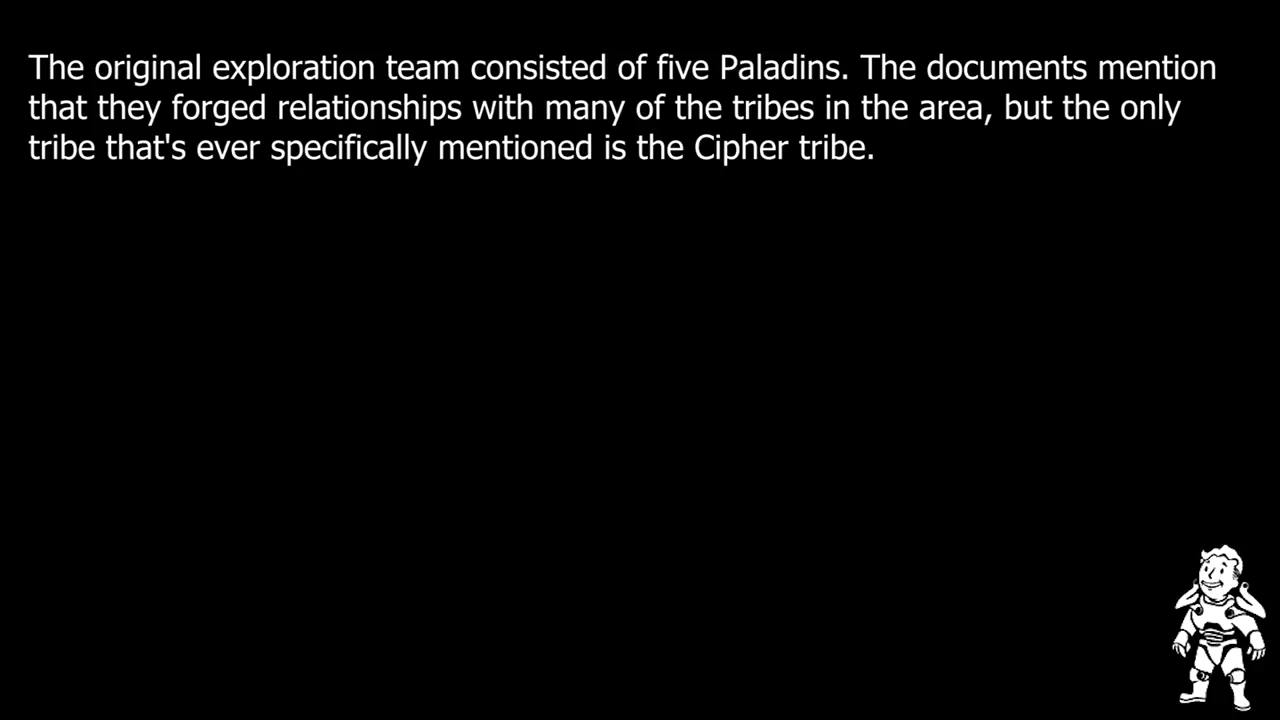 The original exploration team consisted of five Paladins. The documents mention
that they forged relationships with many of the tribes in the area, but the only
tribe that's ever specifically mentioned is the Cipher tribe.